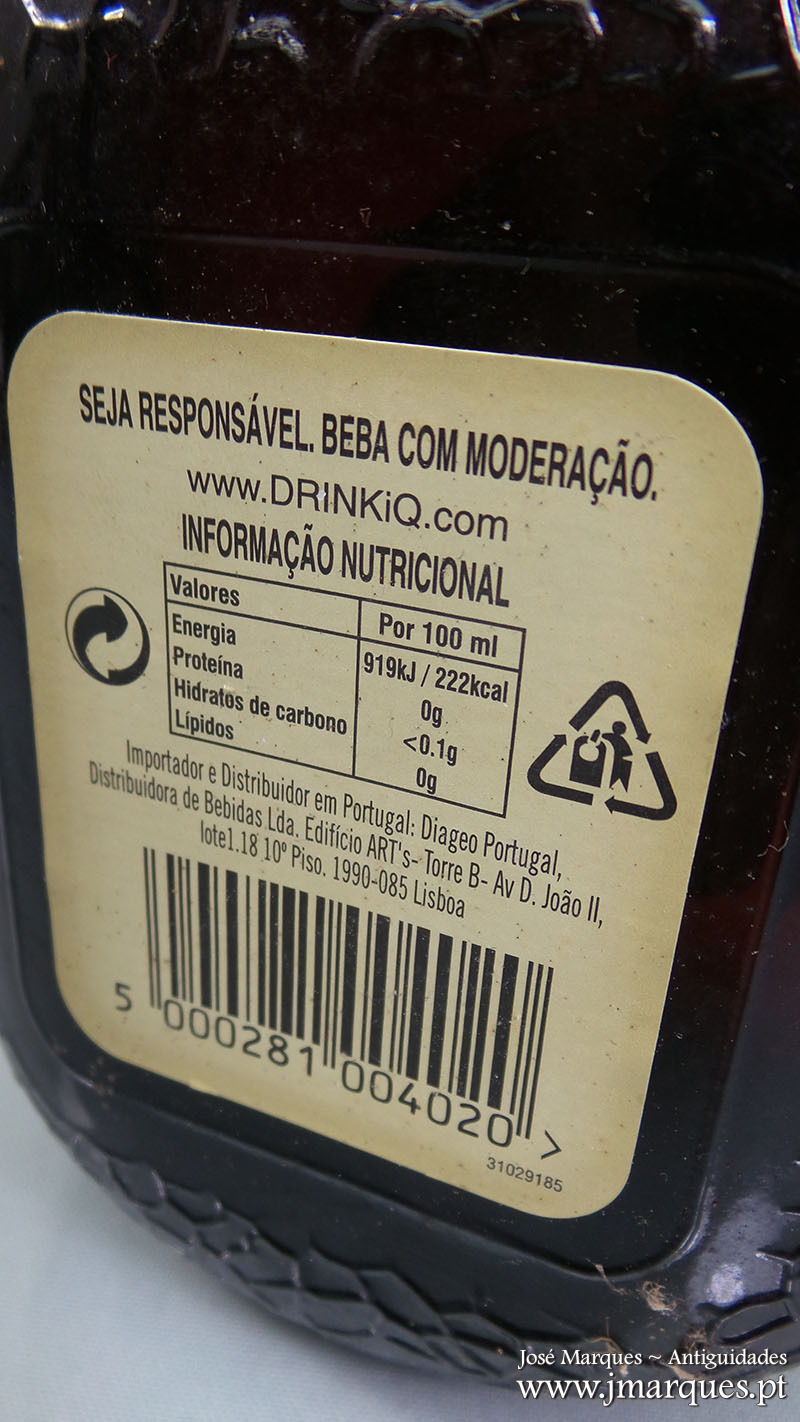 SEJA RESPONSÁVEL. BEBA COM MODERAÇÃO.
www.DRINKiQ.com
INFORMAÇÃO NUTRICIONAL
Valores Por 100 ml
Energia 919kJ / 222kcal
Proteína 0g
Hidratos de carbono <0.1g
Lípidos 0g
Importador e Distribuidor em Portugal: Diageo Portugal,
Distribuidora de Bebidas Lda. Edifício ART's- Torre B- Av D. João II,
lote1.18 10º Piso. 1990-085 Lisboa
5 000281 004020 >
31029185
José Marques ~ Antiguidades
www.jmarques.pt